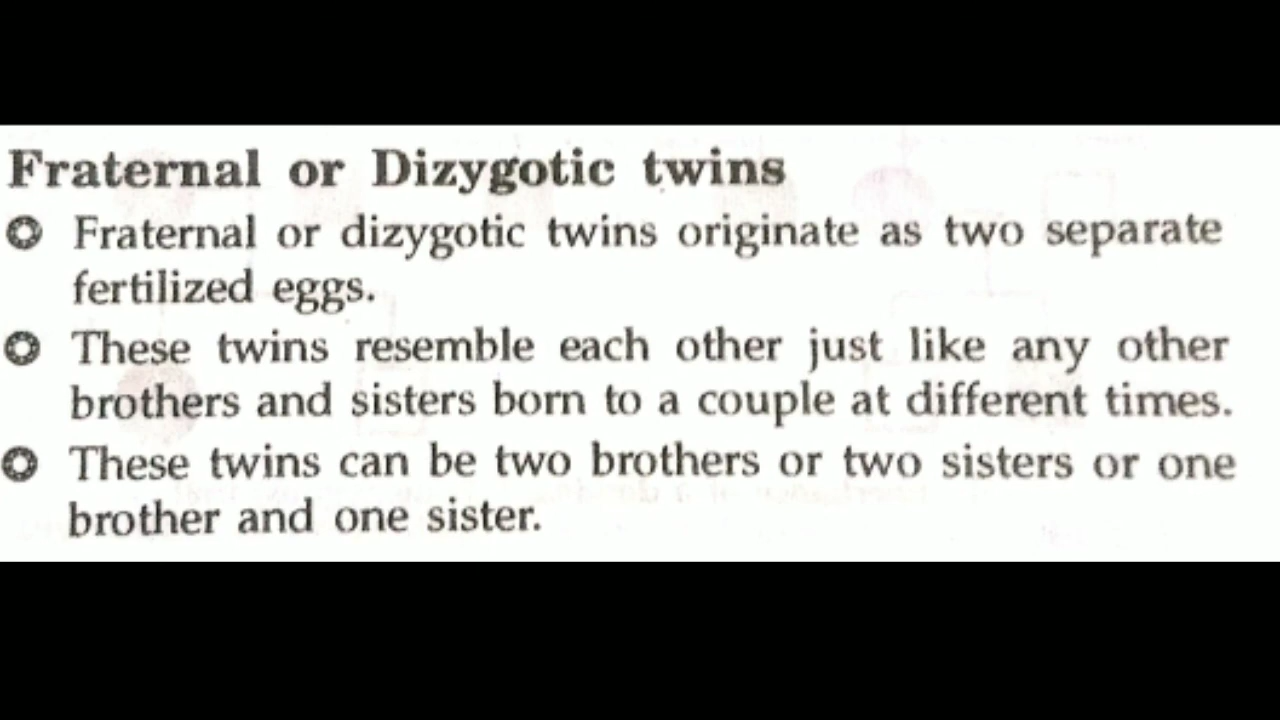 Fraternal or Dizygotic twins
Fraternal or dizygotic twins originate as two separate
fertilized eggs.
These twins resemble each other just like any other
brothers and sisters born to a couple at different times.
These twins can be two brothers or two sisters or one
brother and one sister.